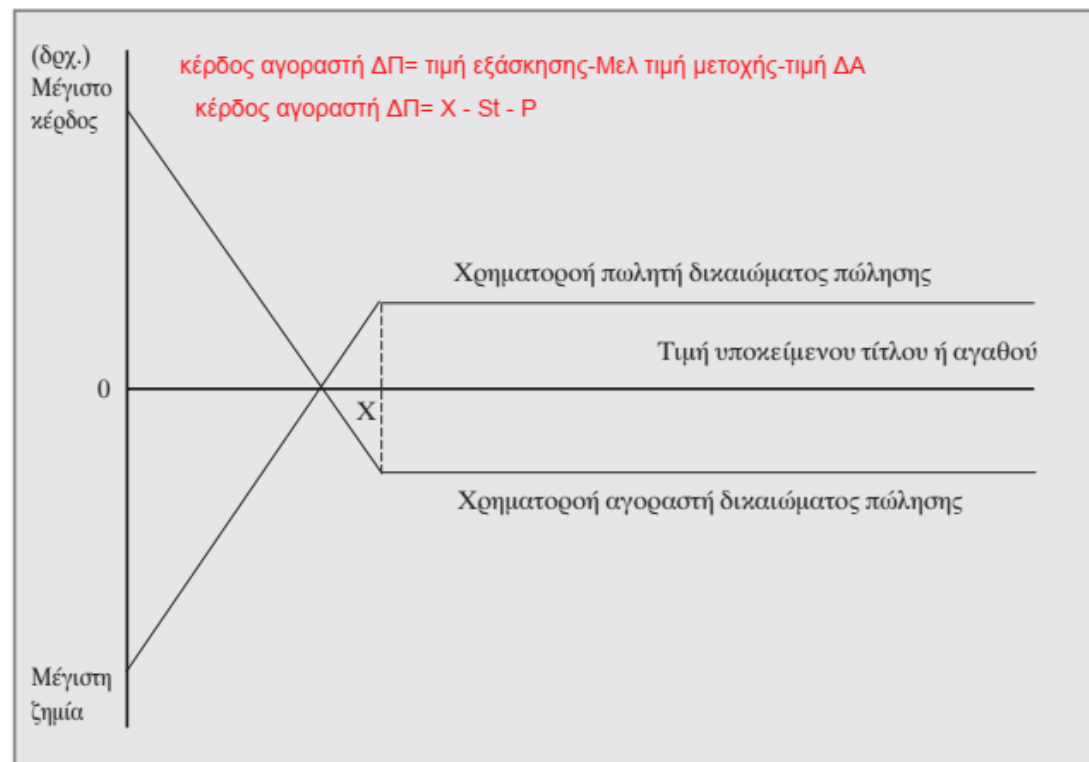 (δρχ.)
Μέγιστο
κέρδος
κέρδος αγοραστή ΔΠ= τιμή εξάσκησης-Μελ τιμή μετοχής-τιμή ΔΑ
κέρδος αγοραστή ΔΠ= X - St - P
Χρηματοροή πωλητή δικαιώματος πώλησης
Τιμή υποκείμενου τίτλου ή αγαθού
0
Χ
Χρηματοροή αγοραστή δικαιώματος πώλησης
Μέγιστη
ζημία